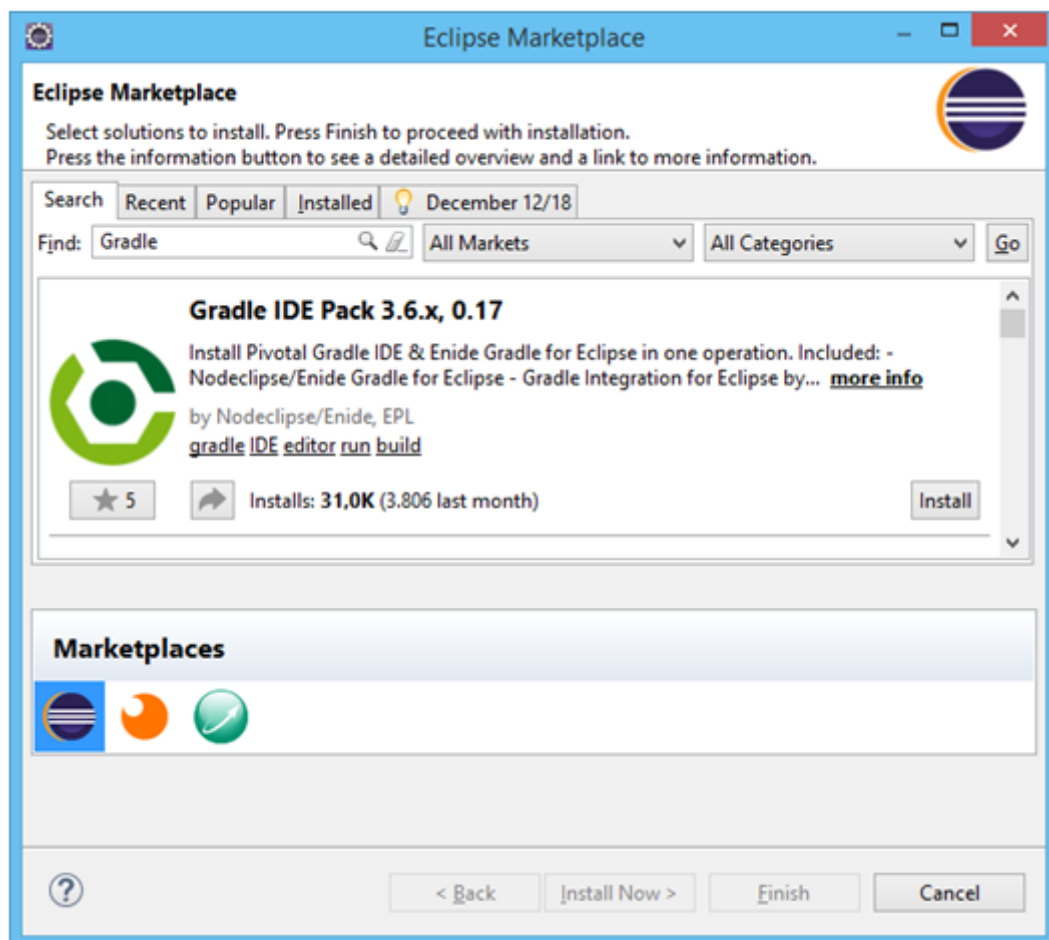 Eclipse Marketplace
Eclipse Marketplace
Select solutions to install. Press Finish to proceed with installation.
Press the information button to see a detailed overview and a link to more information.
Search Recent Popular Installed December 12/18
Find: Gradle All Markets All Categories Go
Gradle IDE Pack 3.6.x, 0.17
Install Pivotal Gradle IDE & Enide Gradle for Eclipse in one operation. Included: -
Nodeclipse/Enide Gradle for Eclipse - Gradle Integration for Eclipse by... more info
by Nodeclipse/Enide, EPL
gradle IDE editor run build
5 Installs: 31,0K (3.806 last month) Install
Marketplaces
? < Back Install Now > Finish Cancel